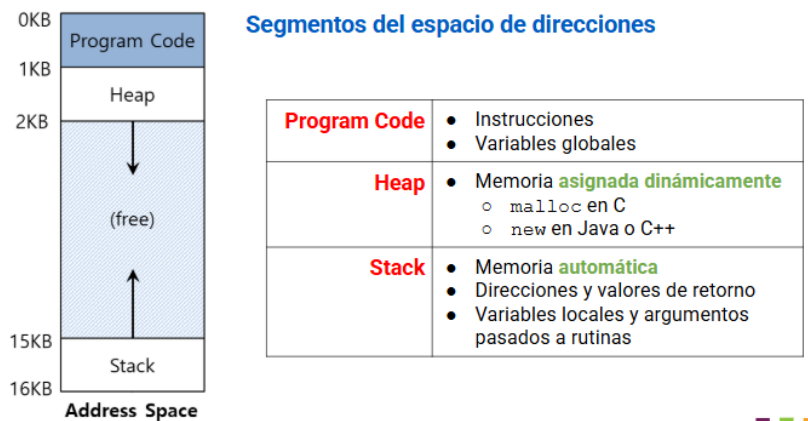 Segmentos del espacio de direcciones
0KB
Program Code
1KB
Heap
2KB
(free)
15KB
Stack
16KB
Address Space
Program Code
● Instrucciones
● Variables globales
Heap
● Memoria asignada dinámicamente
○ malloc en C
○ new en Java o C++
Stack
● Memoria automática
● Direcciones y valores de retorno
● Variables locales y argumentos
pasados a rutinas